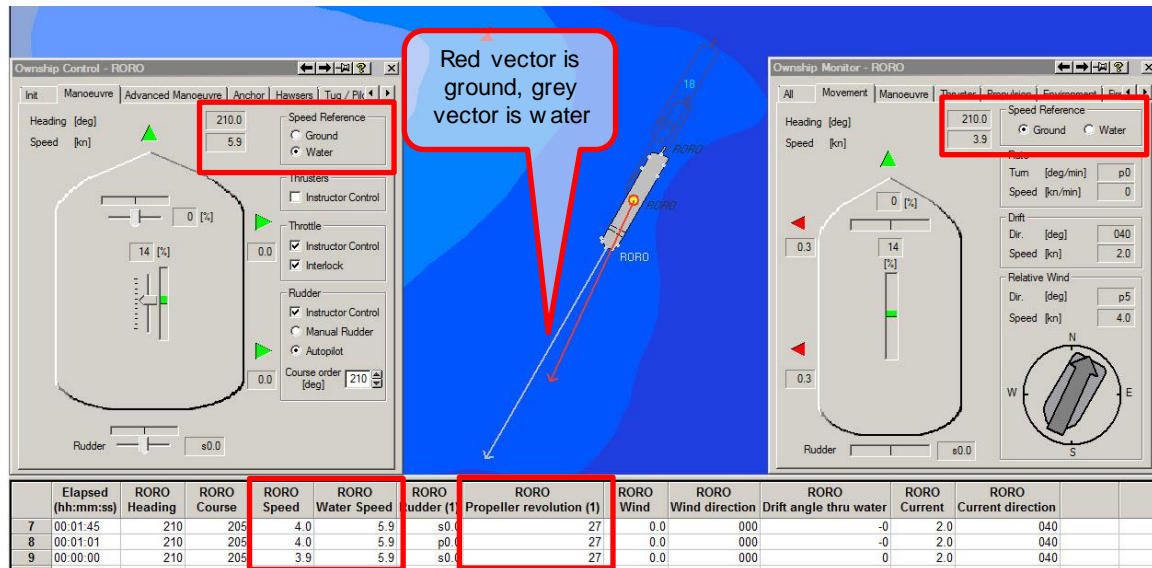 Ownship Control - RORO
Init Manoeuvre Advanced Manoeuvre Anchor Hawsers Tug /
Heading [deg] 210.0
Speed [kn] 5.9
Speed Reference
Ground
Water
Thrusters
Instructor Control
0 [%]
14 [%]
0.0
Throttle
Instructor Control
Interlock
Rudder
Instructor Control
Manual Rudder
Autopilot
0.0
Course order [deg] 210
Rudder s0.0
Red vector is
ground, grey
vector is water
18
RORO
RORO
RORO
Ownship Monitor - RORO
All Movement Manoeuvre Thruster Propulsion Environment
Heading [deg] 210.0
Speed [kn] 3.9
Speed Reference
Ground Water
Rate
Turn [deg/min] p0
Speed [kn/min] 0
0 [%]
0.3
14
[%]
Drift
Dir. [deg] 040
Speed [kn] 2.0
Relative Wind
Dir. [deg] p5
Speed [kn] 4.0
0.3
N
W E
S
Rudder s0.0
Elapsed (hh:mm:ss) RORO Heading RORO Course RORO Speed RORO Water Speed RORO Rudder (1) RORO Propeller revolution (1) RORO Wind RORO Wind direction RORO Drift angle thru water RORO Current RORO Current direction
7 00:01:45 210 205 4.0 5.9 s0.0 27 0.0 000 -0 2.0 040
8 00:01:01 210 205 4.0 5.9 p0.0 27 0.0 000 -0 2.0 040
9 00:00:00 210 205 3.9 5.9 s0.0 27 0.0 000 0 2.0 040